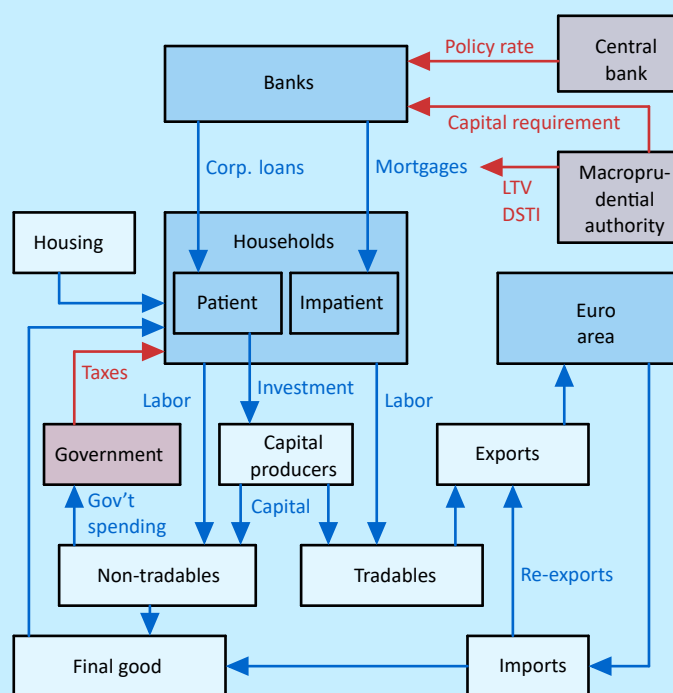 Policy rate
Central
bank
Banks
Capital requirement
Corp. loans
Mortgages
LTV
DSTI
Macropru-
dential
authority
Housing
Households
Patient
Impatient
Euro
area
Taxes
Labor
Investment
Labor
Government
Capital
producers
Exports
Gov't
spending
Capital
Non-tradables
Tradables
Re-exports
Final good
Imports